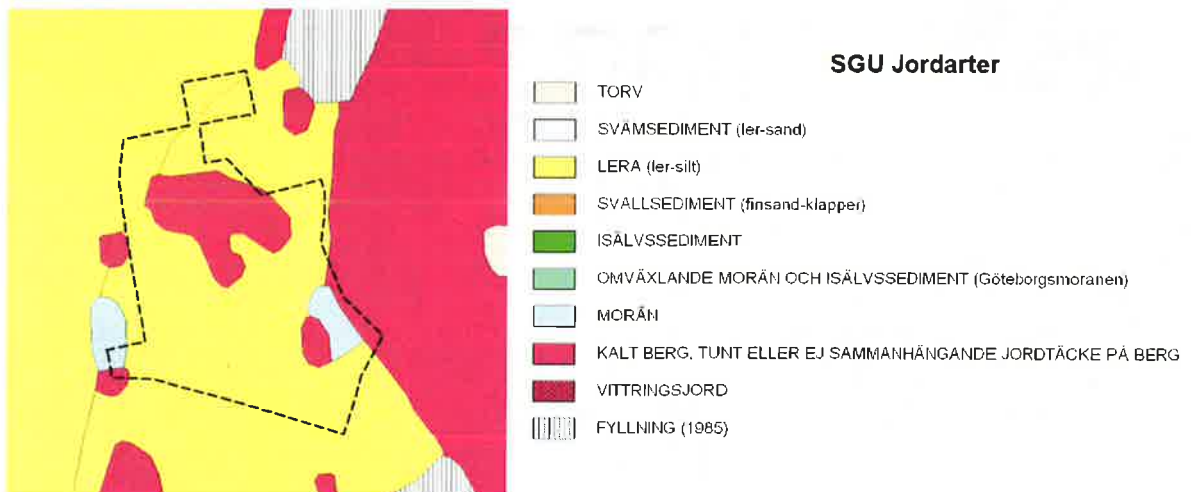 SGU Jordarter
TORV
SVÄMSEDIMENT (ler-sand)
LERA (ler-silt)
SVALLSEDIMENT (finsand-klapper)
ISÄLVSSEDIMENT
OMVÄXLANDE MORÄN OCH ISÄLVSSEDIMENT (Göteborgsmoranen)
MORÄN
KALT BERG, TUNT ELLER EJ SAMMANHÄNGANDE JORDTÄCKE PÅ BERG
VITTRINGSJORD
FYLLNING (1985)